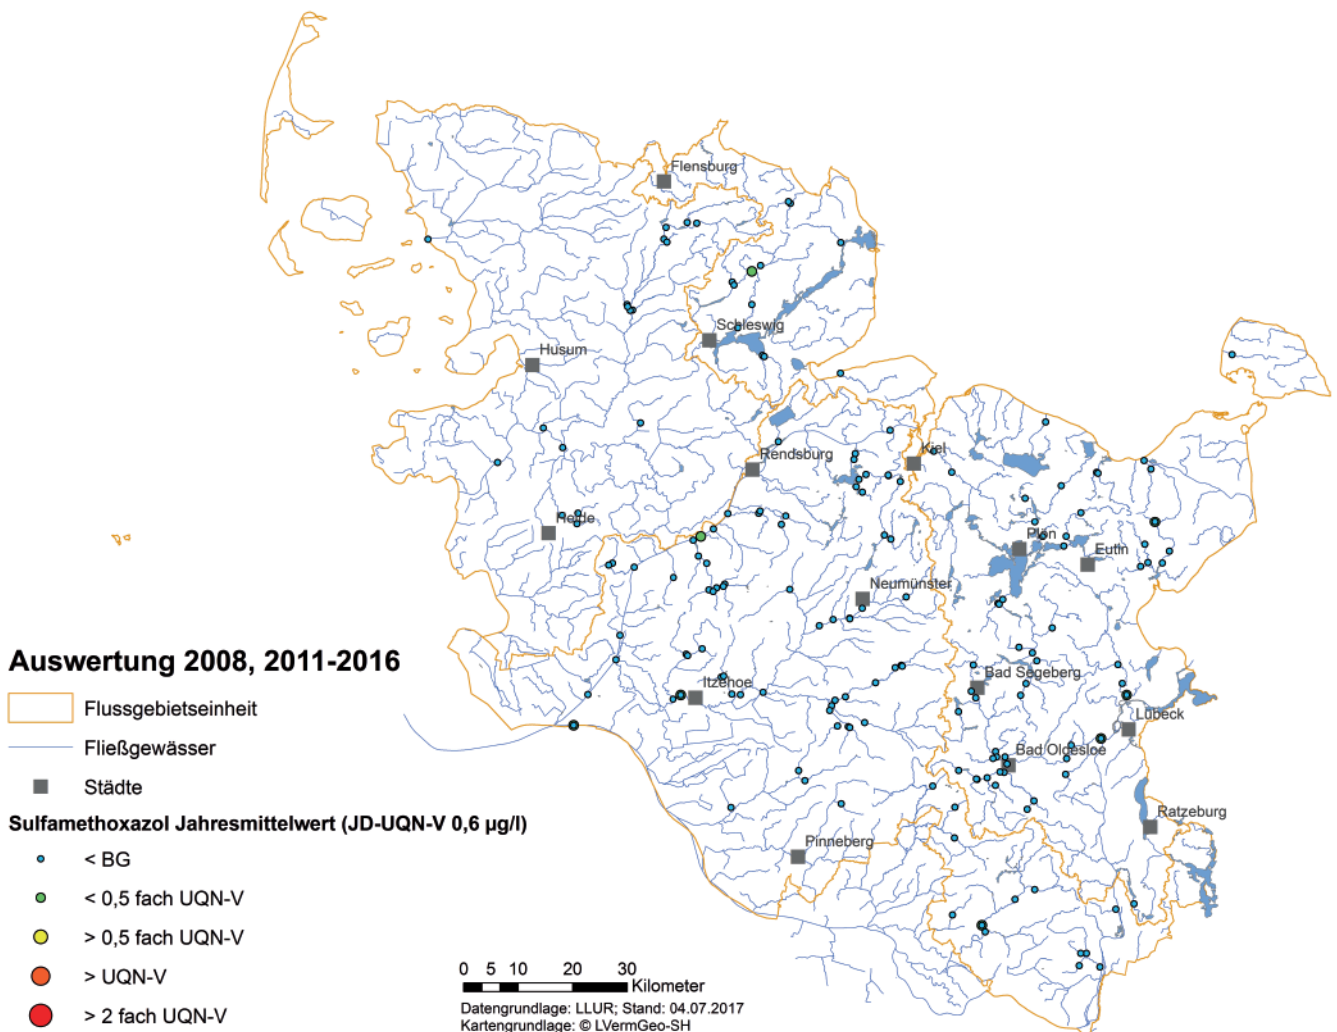 Flensburg
Schleswig
Husum
Rendsburg
Kiel
Heide
Plön
Eutin
Neumünster
Bad Segeberg
Itzehoe
Lübeck
Bad Oldesloe
Ratzeburg
Pinneberg
Auswertung 2008, 2011-2016
Flussgebietseinheit
Fließgewässer
Städte
Sulfamethoxazol Jahresmittelwert (JD-UQN-V 0,6 µg/l)
< BG
< 0,5 fach UQN-V
> 0,5 fach UQN-V
> UQN-V
> 2 fach UQN-V
0 5 10 20 30
Kilometer
Datengrundlage: LLUR; Stand: 04.07.2017
Kartengrundlage: © LVermGeo-SH